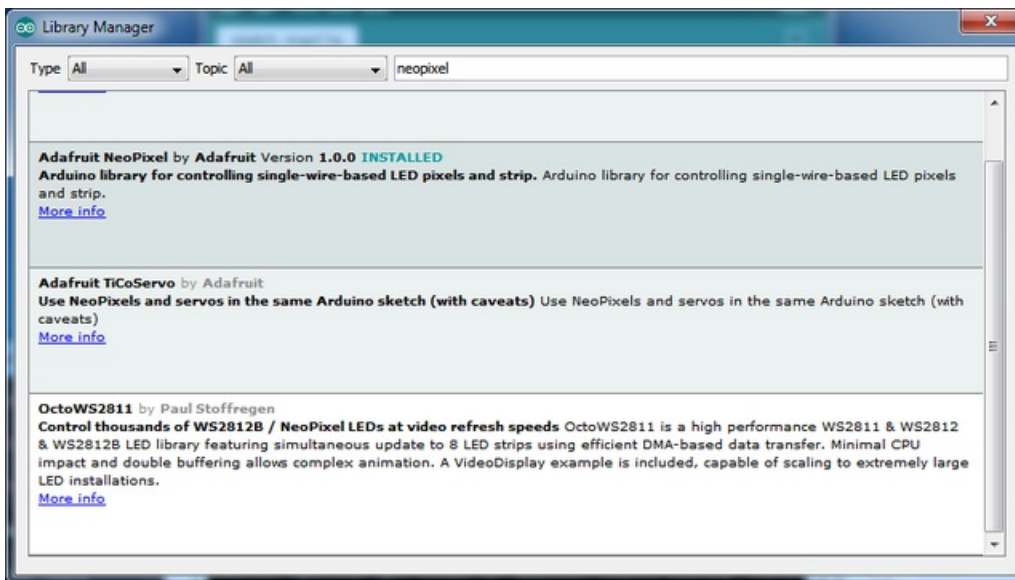 Library Manager
Type All Topic All neopixel
Adafruit NeoPixel by Adafruit Version 1.0.0 INSTALLED
Arduino library for controlling single-wire-based LED pixels and strip. Arduino library for controlling single-wire-based LED pixels
and strip.
More info
Adafruit TiCoServo by Adafruit
Use NeoPixels and servos in the same Arduino sketch (with caveats) Use NeoPixels and servos in the same Arduino sketch (with
caveats)
More info
OctoWS2811 by Paul Stoffregen
Control thousands of WS2812B / NeoPixel LEDs at video refresh speeds OctoWS2811 is a high performance WS2811 & WS2812
& WS2812B LED library featuring simultaneous update to 8 LED strips using efficient DMA-based data transfer. Minimal CPU
impact and double buffering allows complex animation. A VideoDisplay example is included, capable of scaling to extremely large
LED installations.
More info